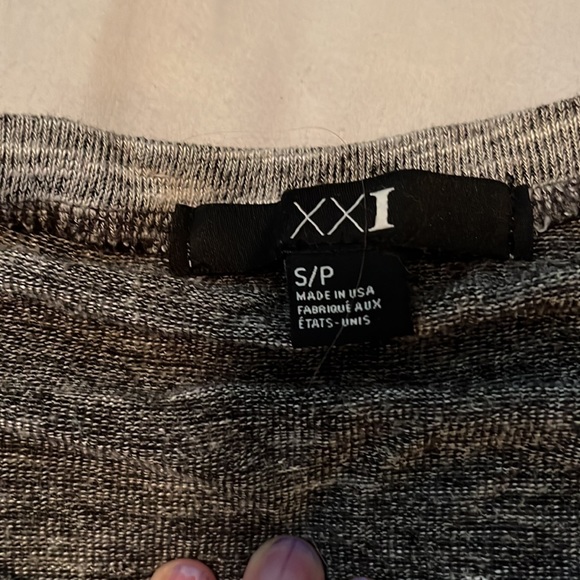 XXI
S/P
MADE IN USA
FABRIQUÉ AUX
ÉTATS-UNIS